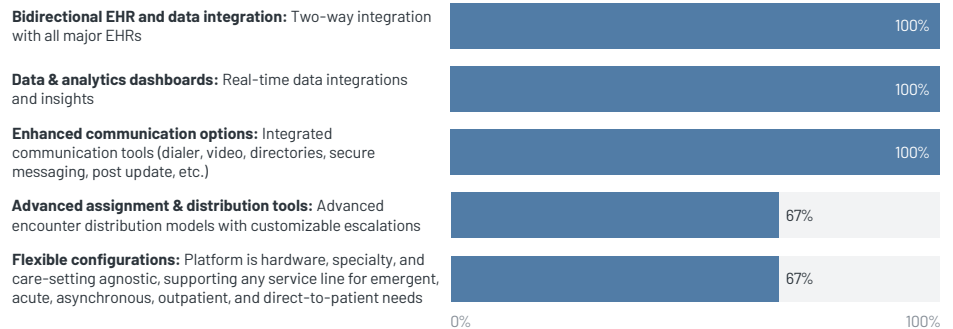 Bidirectional EHR and data integration: Two-way integration
with all major EHRs
100%
Data & analytics dashboards: Real-time data integrations
and insights
100%
Enhanced communication options: Integrated
communication tools (dialer, video, directories, secure
messaging, post update, etc.)
100%
Advanced assignment & distribution tools: Advanced
encounter distribution models with customizable escalations
67%
Flexible configurations: Platform is hardware, specialty, and
care-setting agnostic, supporting any service line for emergent,
acute, asynchronous, outpatient, and direct-to-patient needs
67%
0%
100%